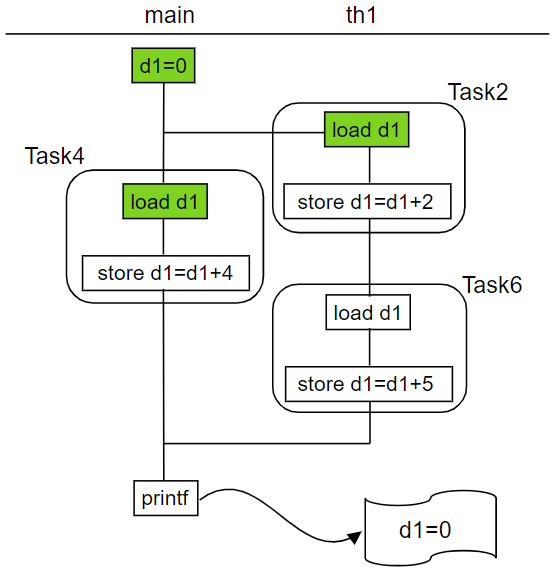 main
th1
d1=0
Task2
load d1
Task4
load d1
store d1=d1+2
store d1=d1+4
Task6
load d1
store d1=d1+5
printf
d1=0